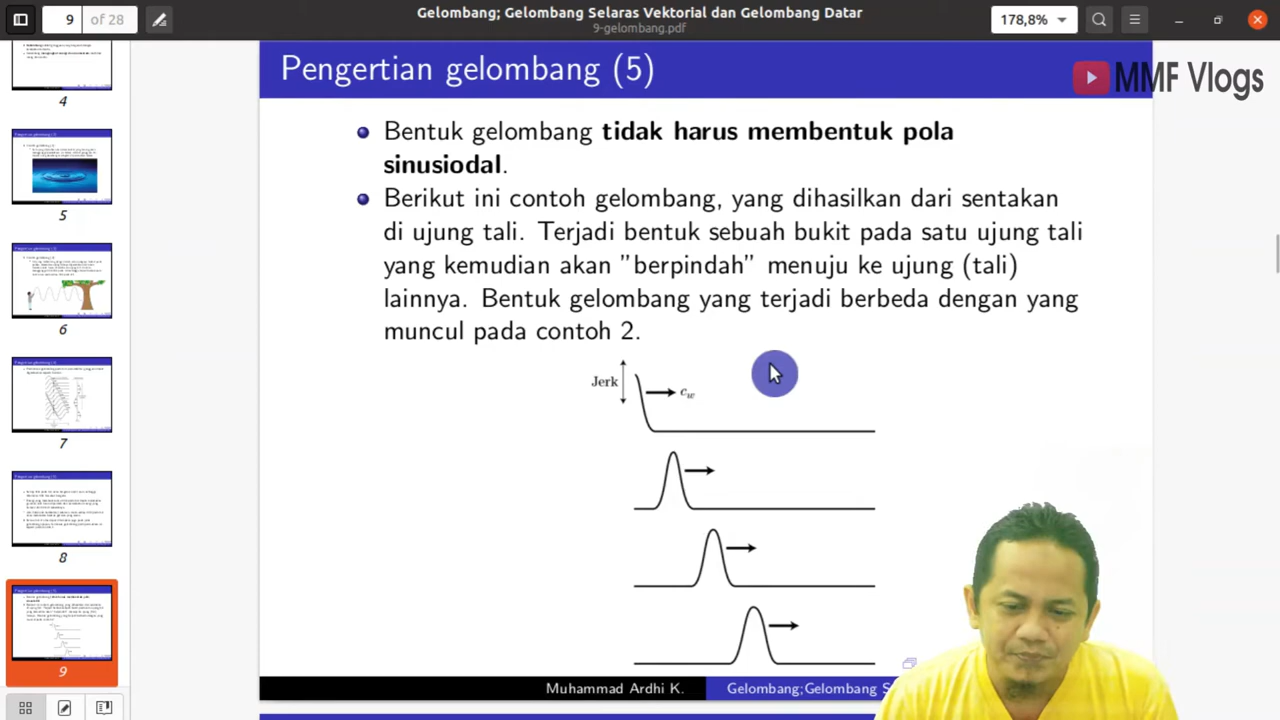 9 of 28
Gelombang; Gelombang Selaras Vektorial dan Gelombang Datar
9-gelombang.pdf
178,8%
MMF Vlogs
Pengertian gelombang (5)
Bentuk gelombang tidak harus membentuk pola
sinusiodal.
Berikut ini contoh gelombang, yang dihasilkan dari sentakan
di ujung tali. Terjadi bentuk sebuah bukit pada satu ujung tali
yang kemudian akan "berpindah" menuju ke ujung (tali)
lainnya. Bentuk gelombang yang terjadi berbeda dengan yang
muncul pada contoh 2.
Jerk
cw
Muhammad Ardhi K.
Gelombang;Gelombang S
4
5
6
7
8
9